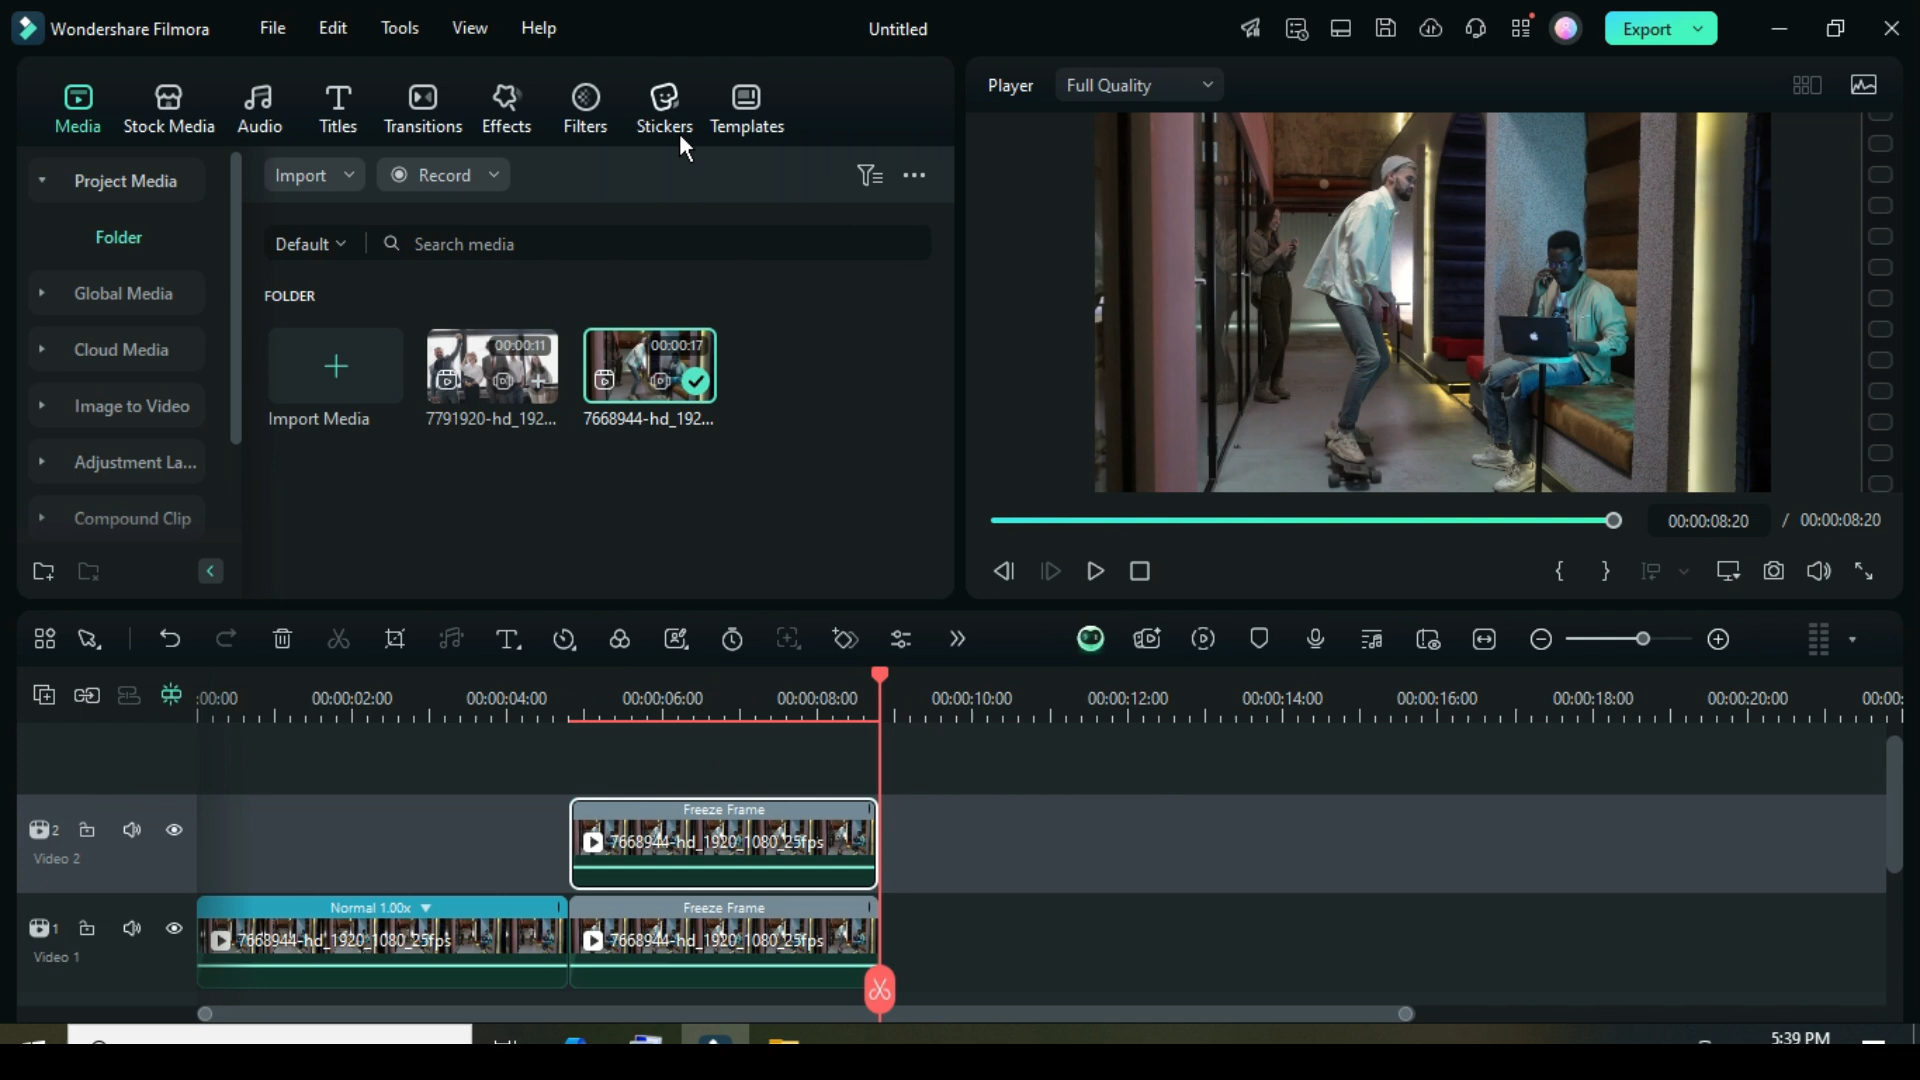 Wondershare Filmora
File
Edit
Tools
View
Help
Untitled
Export
Media
Stock Media
Audio
Titles
Transitions
Effects
Filters
Stickers
Templates
Player
Full Quality
Project Media
Folder
Global Media
Cloud Media
Image to Video
Adjustment La...
Compound Clip
Import
Record
Default
Search media
FOLDER
00:00:11
00:00:17
Import Media
7791920-hd_192...
7668944-hd_192...
00:00:08:20
/ 00:00:08:20
:00:00
00:00:02:00
00:00:04:00
00:00:06:00
00:00:08:00
00:00:10:00
00:00:12:00
00:00:14:00
00:00:16:00
00:00:18:00
00:00:20:00
00:00:
2
Video 2
Freeze Frame
7668944-hd_1920_1080_25fps
1
Video 1
Normal 1.00x
7668944-hd_1920_1080_25fps
Freeze Frame
7668944-hd_1920_1080_25fps
5:39 PM